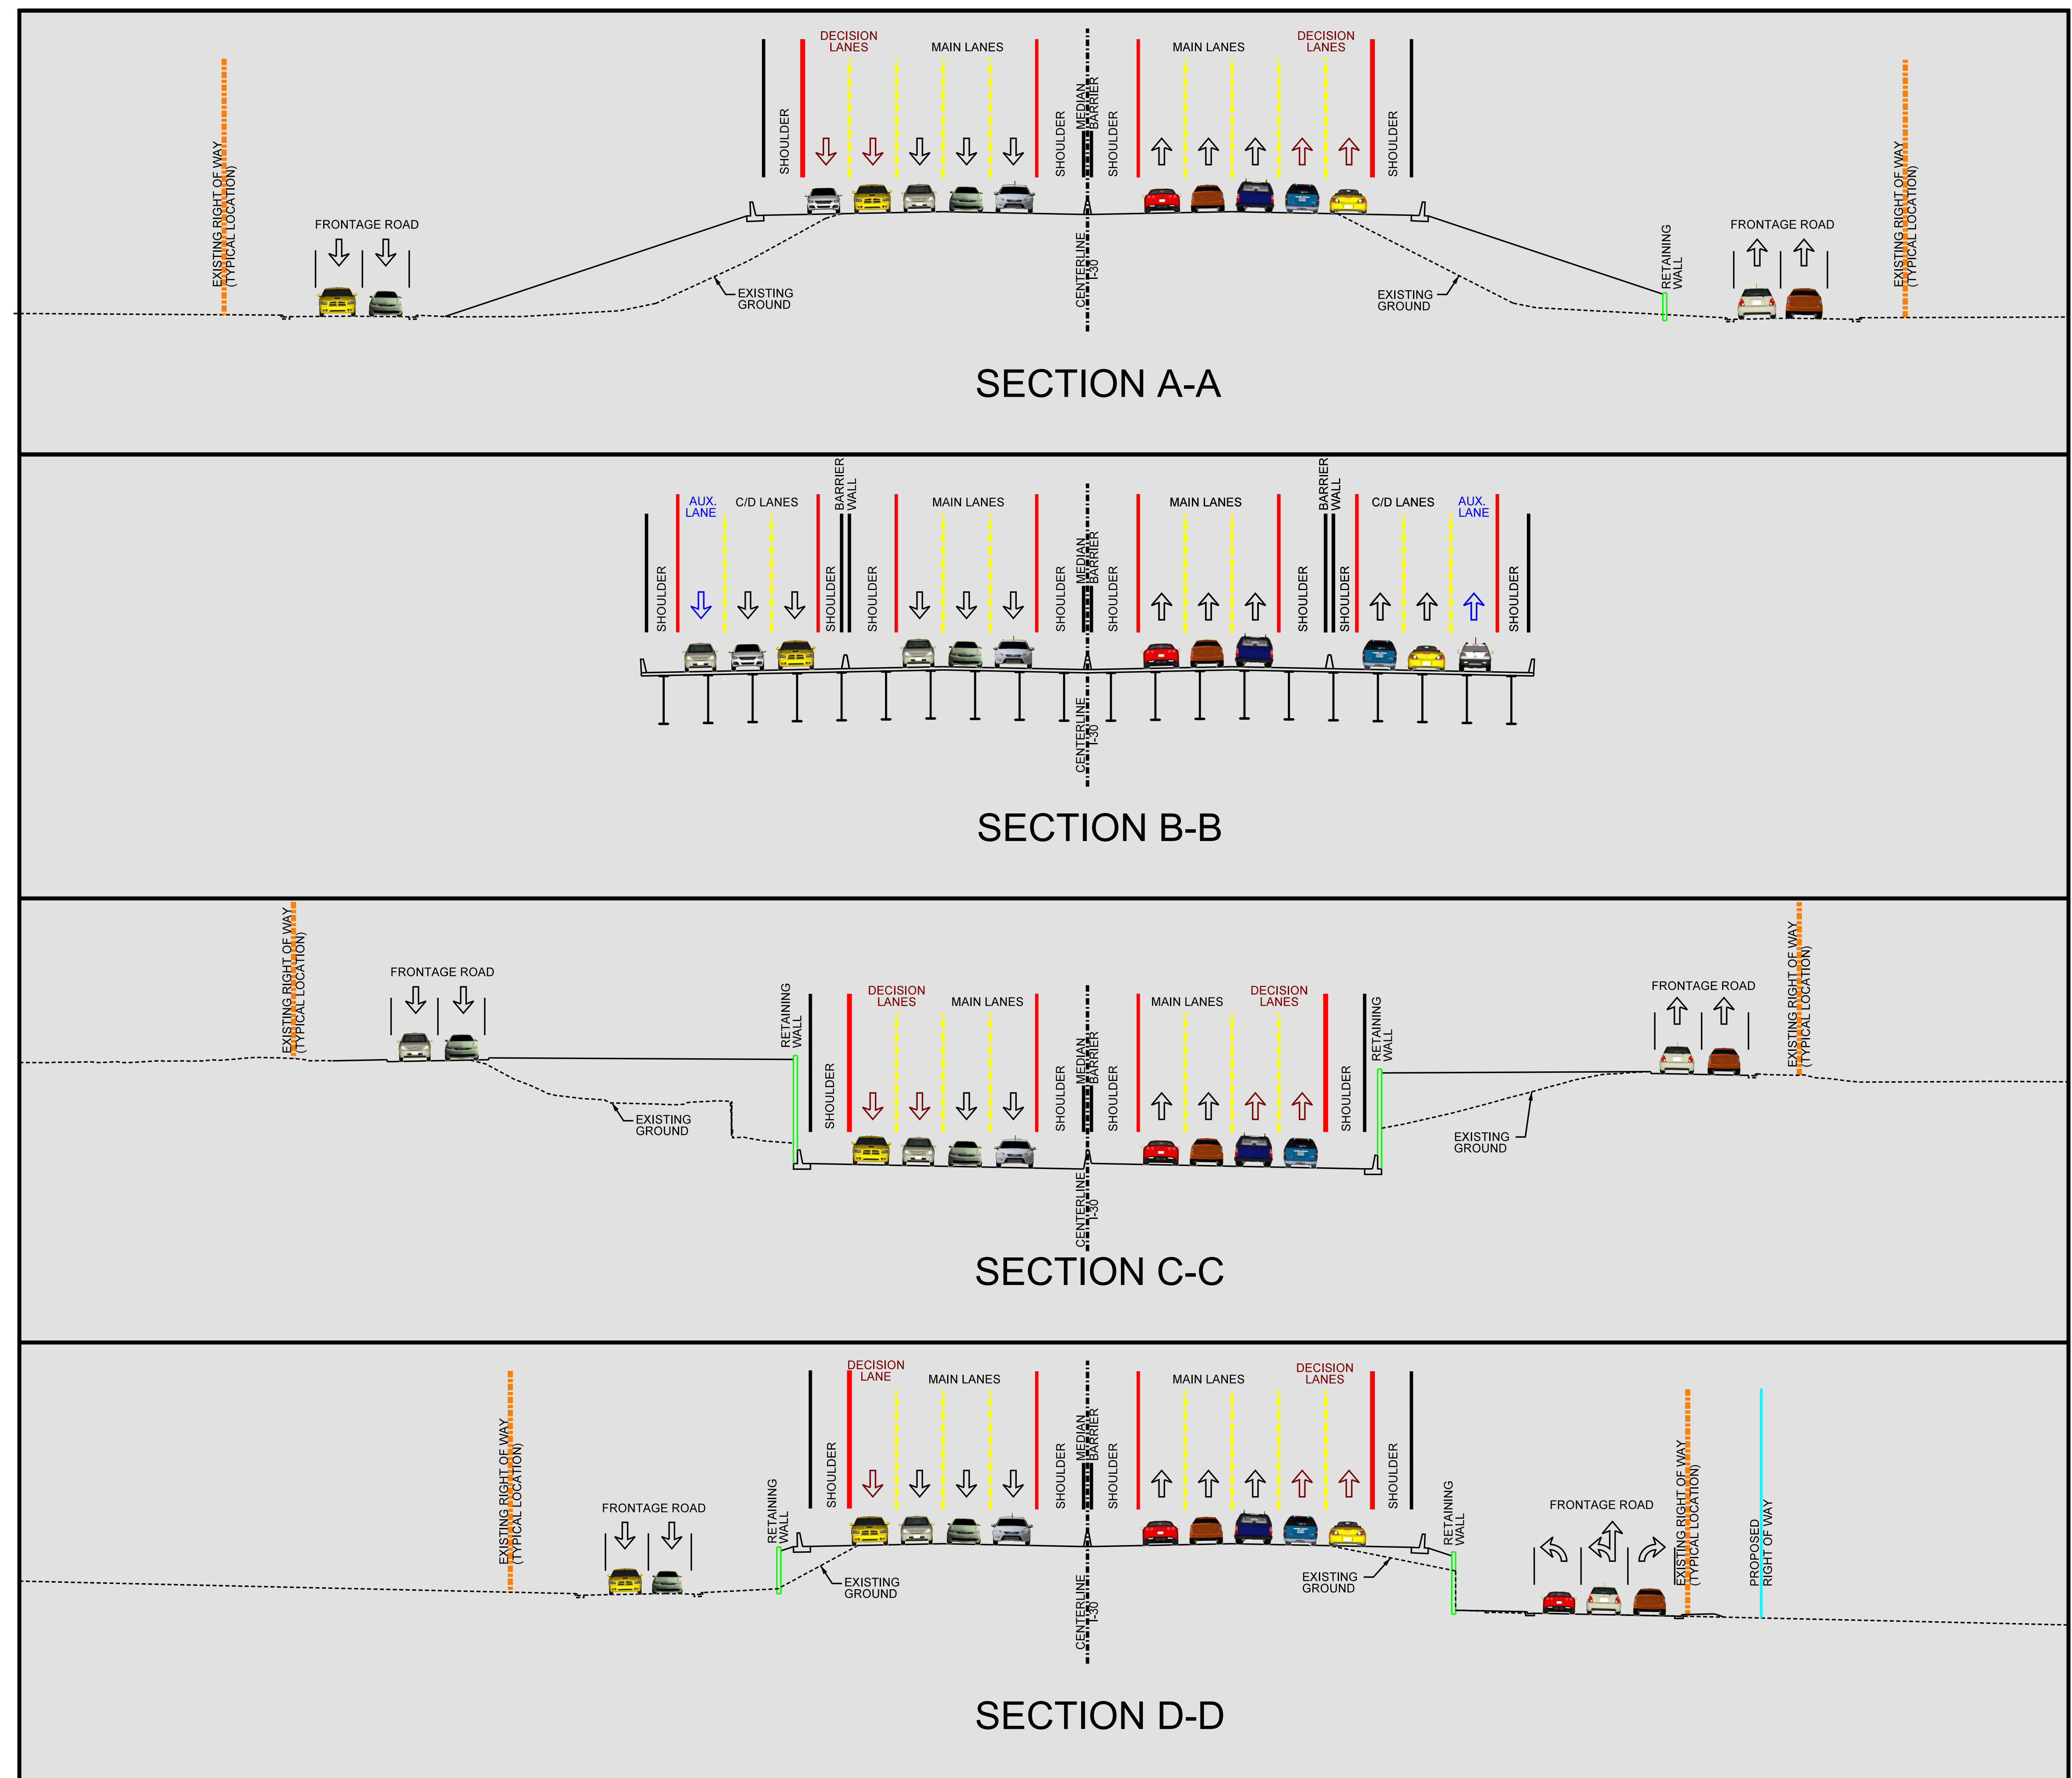 DECISION
LANES
MAIN LANES
MAIN LANES
DECISION
LANES
SHOULDER
SHOULDER
MEDIAN
BARRIER
SHOULDER
SHOULDER
EXISTING RIGHT OF WAY
(TYPICAL LOCATION)
FRONTAGE ROAD
EXISTING
GROUND
CENTERLINE
I-30
EXISTING
GROUND
RETAINING
WALL
FRONTAGE ROAD
EXISTING RIGHT OF WAY
(TYPICAL LOCATION)
SECTION A-A
AUX.
LANE
C/D LANES
BARRIER
WALL
MAIN LANES
MAIN LANES
BARRIER
WALL
C/D LANES
AUX.
LANE
SHOULDER
SHOULDER
SHOULDER
SHOULDER
MEDIAN
BARRIER
SHOULDER
SHOULDER
SHOULDER
SHOULDER
CENTERLINE
I-30
SECTION B-B
EXISTING RIGHT OF WAY
(TYPICAL LOCATION)
FRONTAGE ROAD
RETAINING
WALL
DECISION
LANES
MAIN LANES
MAIN LANES
DECISION
LANES
RETAINING
WALL
FRONTAGE ROAD
EXISTING RIGHT OF WAY
(TYPICAL LOCATION)
SHOULDER
SHOULDER
MEDIAN
BARRIER
SHOULDER
SHOULDER
EXISTING
GROUND
CENTERLINE
I-30
EXISTING
GROUND
SECTION C-C
DECISION
LANE
MAIN LANES
MAIN LANES
DECISION
LANES
EXISTING RIGHT OF WAY
(TYPICAL LOCATION)
FRONTAGE ROAD
RETAINING
WALL
SHOULDER
SHOULDER
MEDIAN
BARRIER
SHOULDER
SHOULDER
RETAINING
WALL
FRONTAGE ROAD
EXISTING RIGHT OF WAY
(TYPICAL LOCATION)
PROPOSED
RIGHT OF WAY
EXISTING
GROUND
CENTERLINE
I-30
EXISTING
GROUND
SECTION D-D